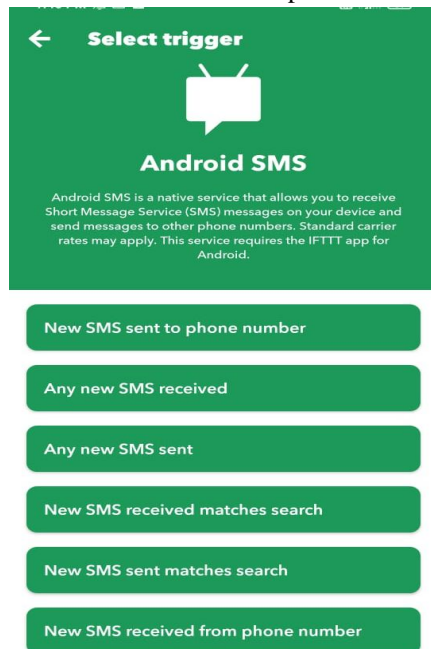 Select trigger
Android SMS
Android SMS is a native service that allows you to receive
Short Message Service (SMS) messages on your device and
send messages to other phone numbers. Standard carrier
rates may apply. This service requires the IFTTT app for
Android.
New SMS sent to phone number
Any new SMS received
Any new SMS sent
New SMS received matches search
New SMS sent matches search
New SMS received from phone number